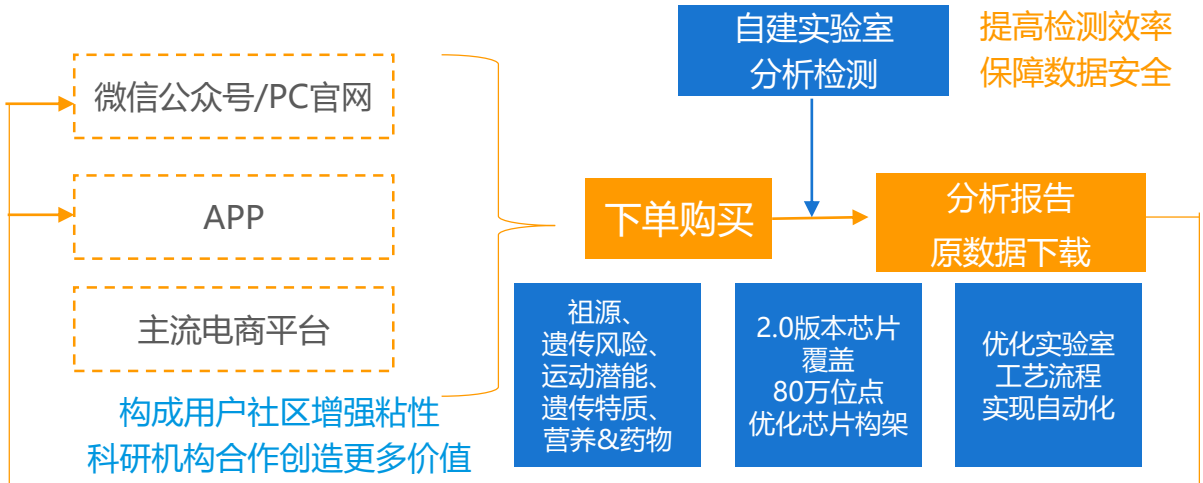 微信公众号/PC官网
APP
主流电商平台
构成用户社区增强粘性
科研机构合作创造更多价值
自建实验室
分析检测
提高检测效率
保障数据安全
下单购买
分析报告
原数据下载
祖源、
遗传风险、
运动潜能、
遗传特质、
营养&药物
2.0版本芯片
覆盖
80万位点
优化芯片构架
优化实验室
工艺流程
实现自动化